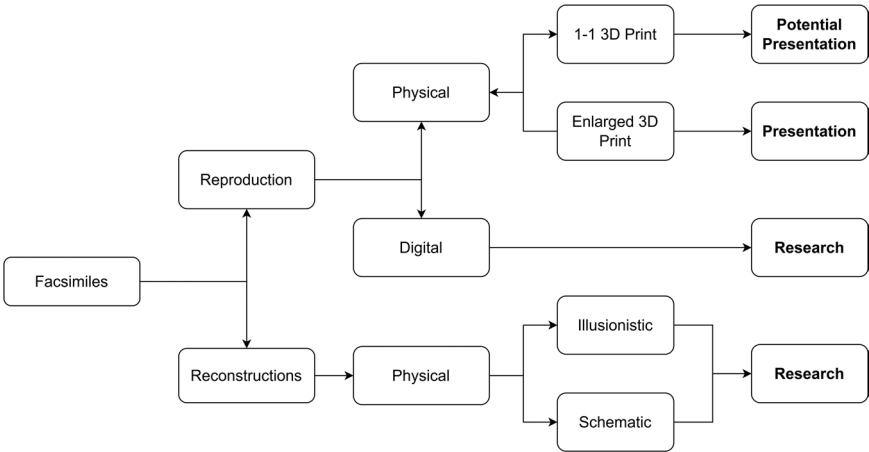 1-1 3D Print
Potential
Presentation
Physical
Enlarged 3D
Print
Presentation
Reproduction
Digital
Research
Facsimiles
Illusionistic
Reconstructions
Physical
Research
Schematic